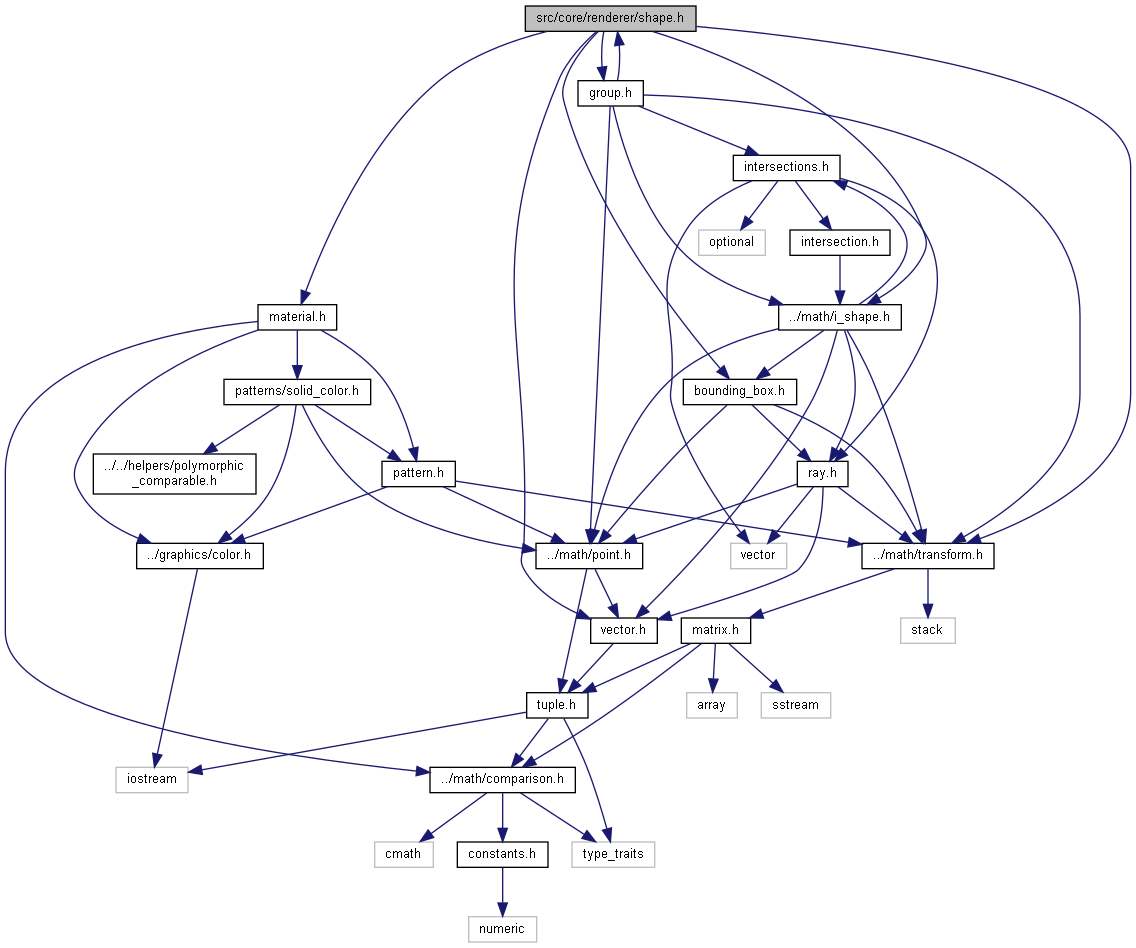 src/core/renderer/shape.h
group.h
intersections.h
optional
intersection.h
material.h
../math/i_shape.h
patterns/solid_color.h
bounding_box.h
../../helpers/polymorphic
_comparable.h
pattern.h
ray.h
../graphics/color.h
../math/point.h
vector
../math/transform.h
vector.h
matrix.h
stack
tuple.h
array
sstream
iostream
../math/comparison.h
cmath
constants.h
type_traits
numeric